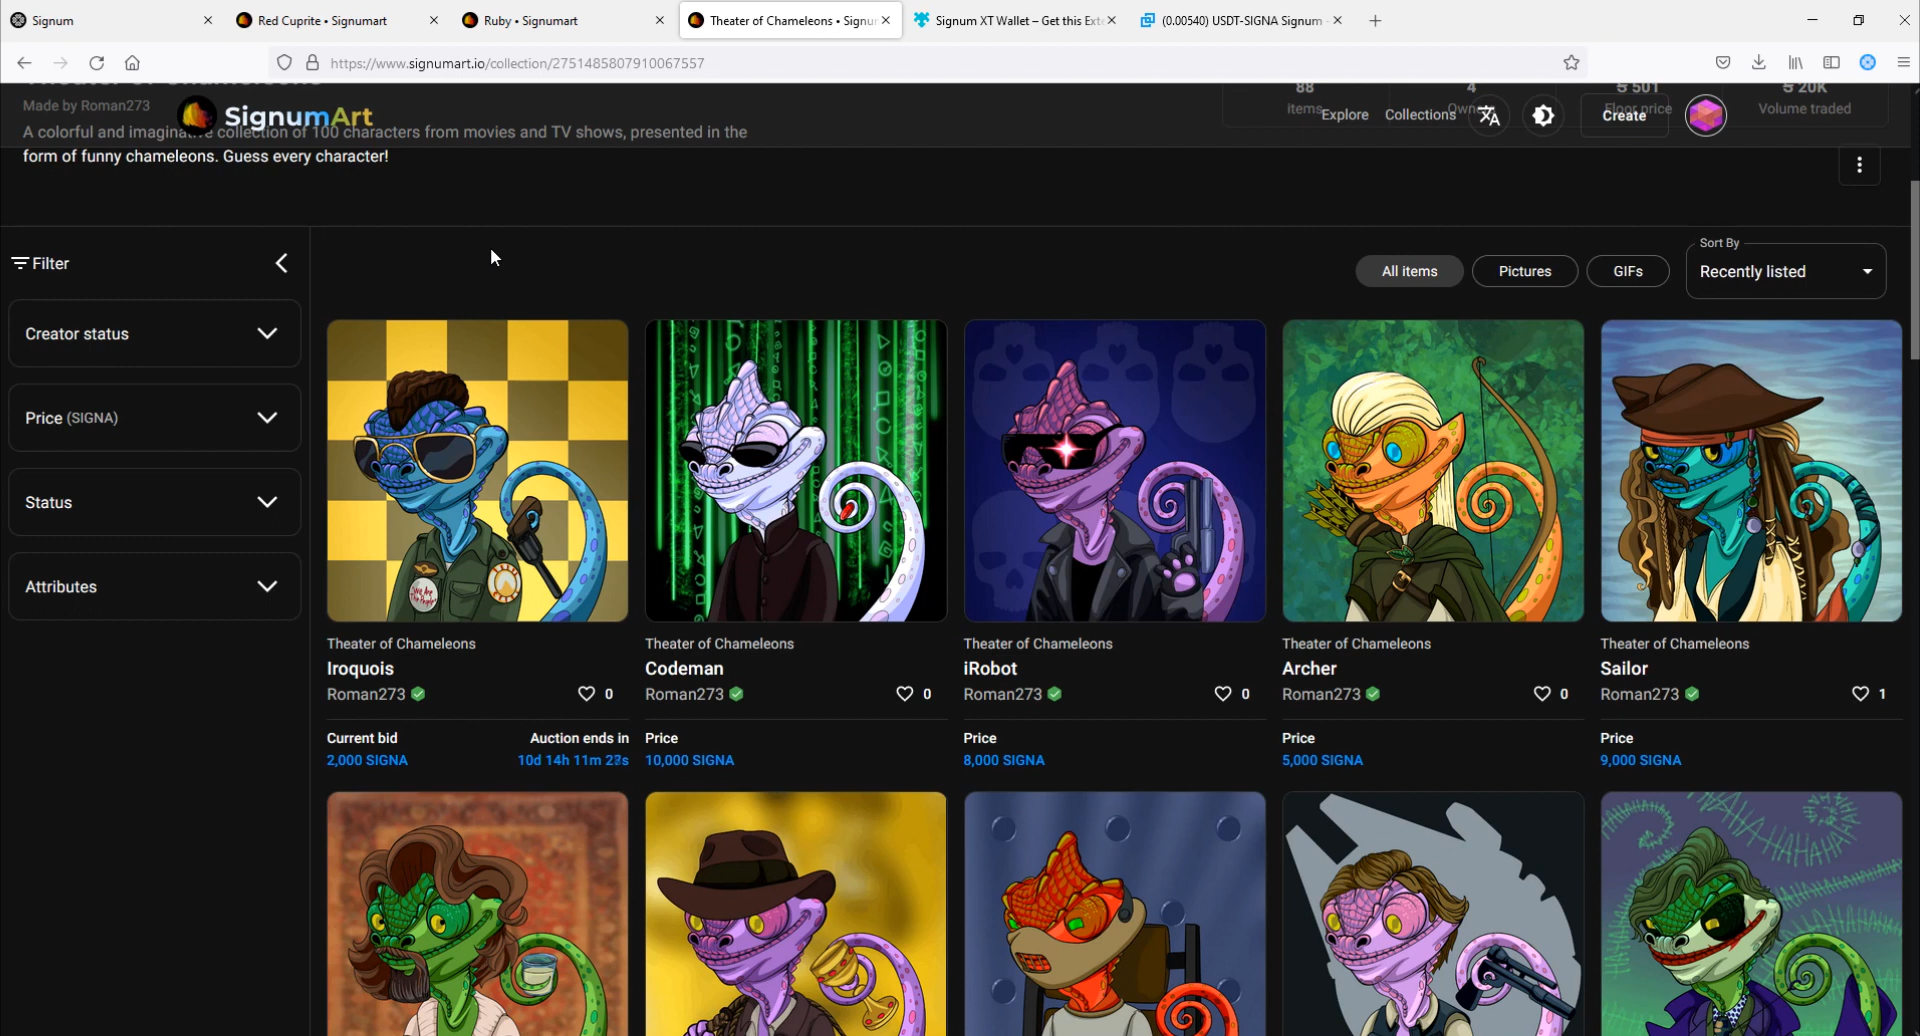 Signum
Red Cuprite • Signumart
Ruby • Signumart
Theater of Chameleons • Signu
Signum XT Wallet – Get this Exte
(0.00540) USDT-SIGNA Signum
https://www.signumart.io/collection/2751485807910067557
Made by Roman273
SignumArt
A colorful and imaginative collection of 100 characters from movies and TV shows, presented in the
form of funny chameleons. Guess every character!
88
items
4
501
Floor price
20K
Volume traded
Explore
Collections
Create
Filter
Creator status
Price (SIGNA)
Status
Attributes
All items
Pictures
GIFs
Sort By
Recently listed
Theater of Chameleons
Iroquois
Roman273
0
Current bid
Auction ends in
2,000 SIGNA
Theater of Chameleons
Codeman
Roman273
0
Price
10,000 SIGNA
Theater of Chameleons
iRobot
Roman273
0
Price
8,000 SIGNA
Theater of Chameleons
Archer
Roman273
0
Price
5,000 SIGNA
Theater of Chameleons
Sailor
Roman273
1
Price
9,000 SIGNA